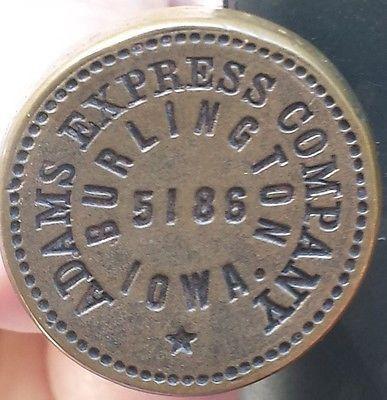 ADAMS EXPRESS COMPANY
BURLINGTON
5186
IOWA.